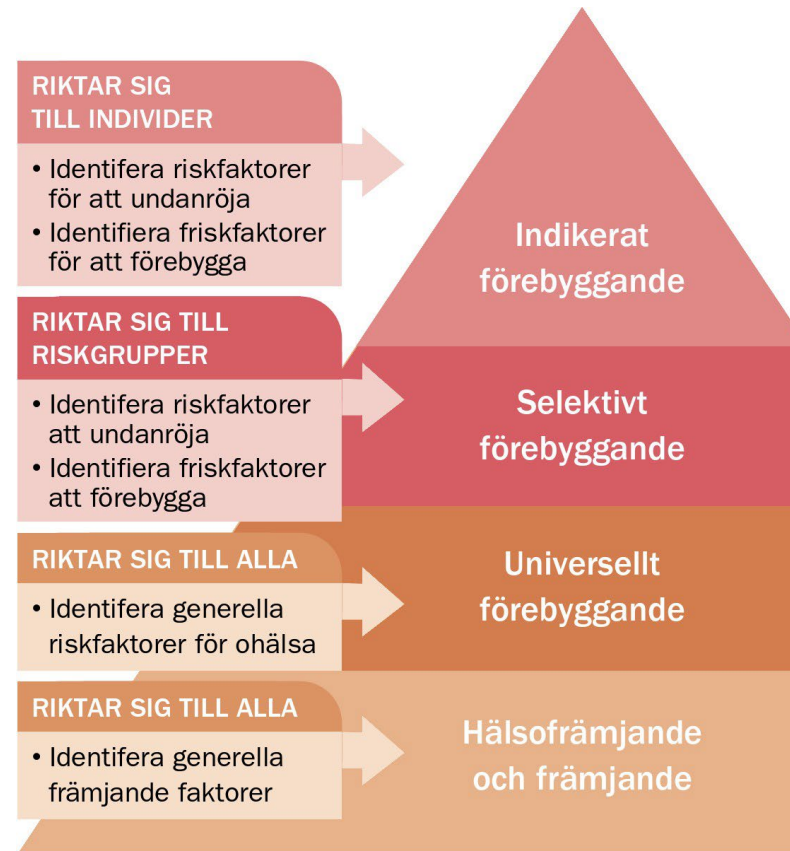 RIKTAR SIG
TILL INDIVIDER
• Identifera riskfaktorer
för att undanröja
• Identifiera friskfaktorer
för att förebygga
Indikerat
förebyggande
RIKTAR SIG TILL
RISKGRUPPER
• Identifera riskfaktorer
att undanröja
• Identifiera friskfaktorer
att förebygga
Selektivt
förebyggande
RIKTAR SIG TILL ALLA
• Identifera generella
riskfaktorer för ohälsa
Universellt
förebyggande
RIKTAR SIG TILL ALLA
• Identifera generella
främjande faktorer
Hälsofrämjande
och främjande